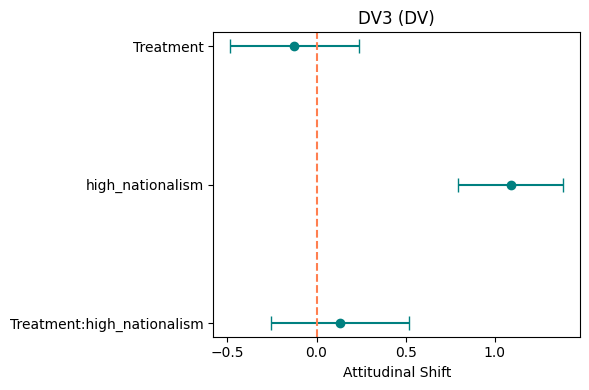 DV3 (DV)
Treatment
high_nationalism
Treatment:high_nationalism
−0.5 0.0 0.5 1.0
Attitudinal Shift